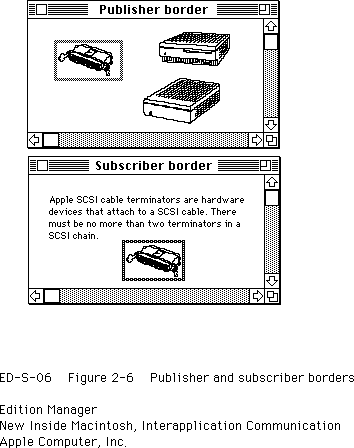 Publisher border
Subscriber border
Apple SCSI cable terminators are hardware
devices that attach to a SCSI cable. There
must be no more than two terminators in a
SCSI chain.
ED-S-06 Figure 2-6 Publisher and subscriber borders
Edition Manager
New Inside Macintosh, Interapplication Communication
Apple Computer, Inc.